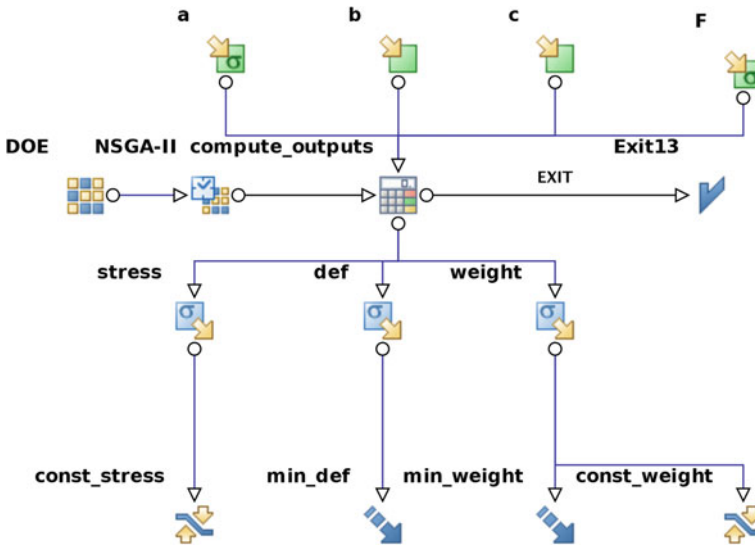 a b c F
DOE NSGA-II compute_outputs Exit13
EXIT
stress def weight
σ σ σ
const_stress min_def min_weight const_weight